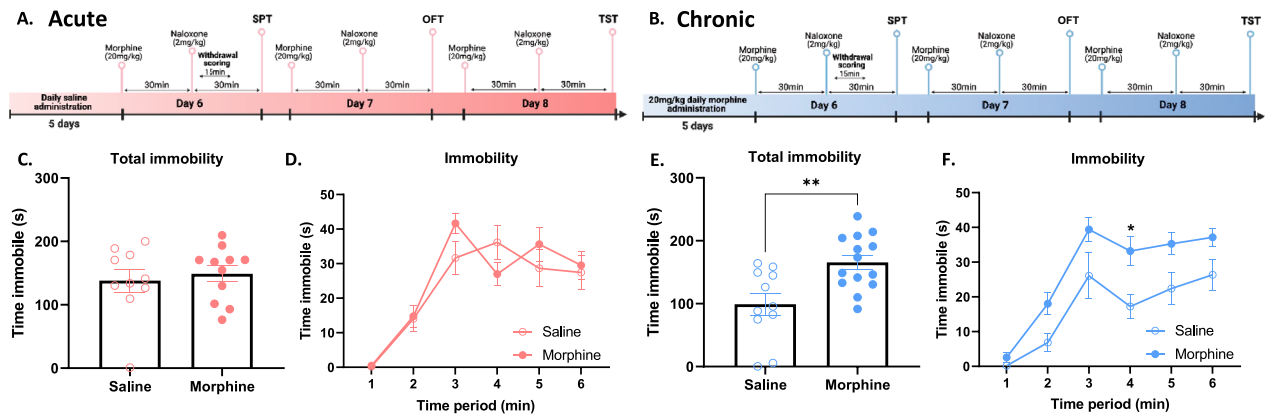 A. Acute
SPT
OFT
TST
Morphine
(20mg/kg)
Naloxone
(2mg/kg)
Withdrawal
scoring
15min
Morphine
(20mg/kg)
Naloxone
(2mg/kg)
Morphine
(20mg/kg)
Naloxone
(2mg/kg)
30min
30min
30min
30min
30min
30min
Daily saline
administration
Day 6
Day 7
Day 8
5 days
B. Chronic
SPT
OFT
TST
Morphine
(20mg/kg)
Naloxone
(2mg/kg)
Withdrawal
scoring
15min
Morphine
(20mg/kg)
Naloxone
(2mg/kg)
Morphine
(20mg/kg)
Naloxone
(2mg/kg)
30min
30min
30min
30min
30min
30min
20mg/kg daily morphine
administration
Day 6
Day 7
Day 8
5 days
C.
Total immobility
Time immobile (s)
300
200
100
0
Saline
Morphine
D.
Immobility
Time immobile (s)
50
40
30
20
10
0
Saline
Morphine
1 2 3 4 5 6
Time period (min)
E.
Total immobility
Time immobile (s)
300
200
100
0
**
Saline
Morphine
F.
Immobility
Time immobile (s)
50
40
30
20
10
0
*
Saline
Morphine
1 2 3 4 5 6
Time period (min)